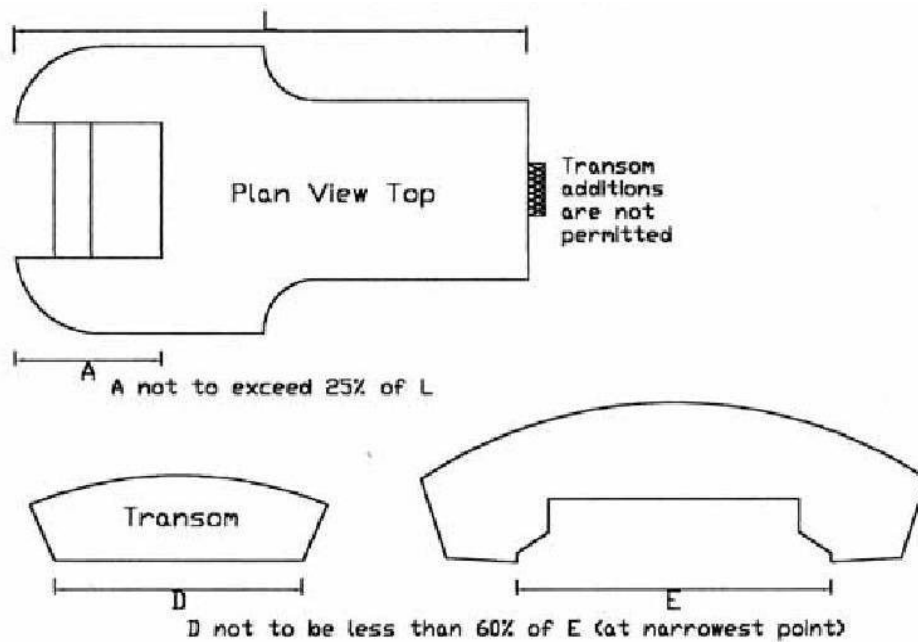 L
Plan View Top
Transom
additions
are not
permitted
A
A not to exceed 25% of L
Transom
D
E
D not to be less than 60% of E (at narrowest point)